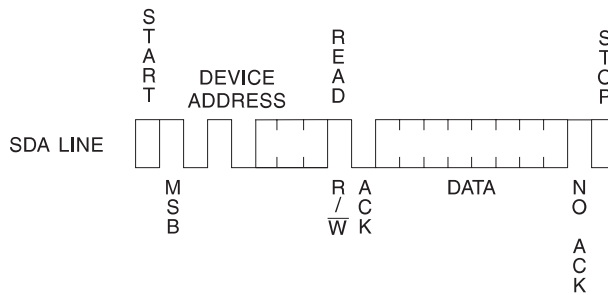 START
READ
STOP
DEVICE
ADDRESS
SDA LINE
MSB
R/W
ACK
DATA
NO ACK